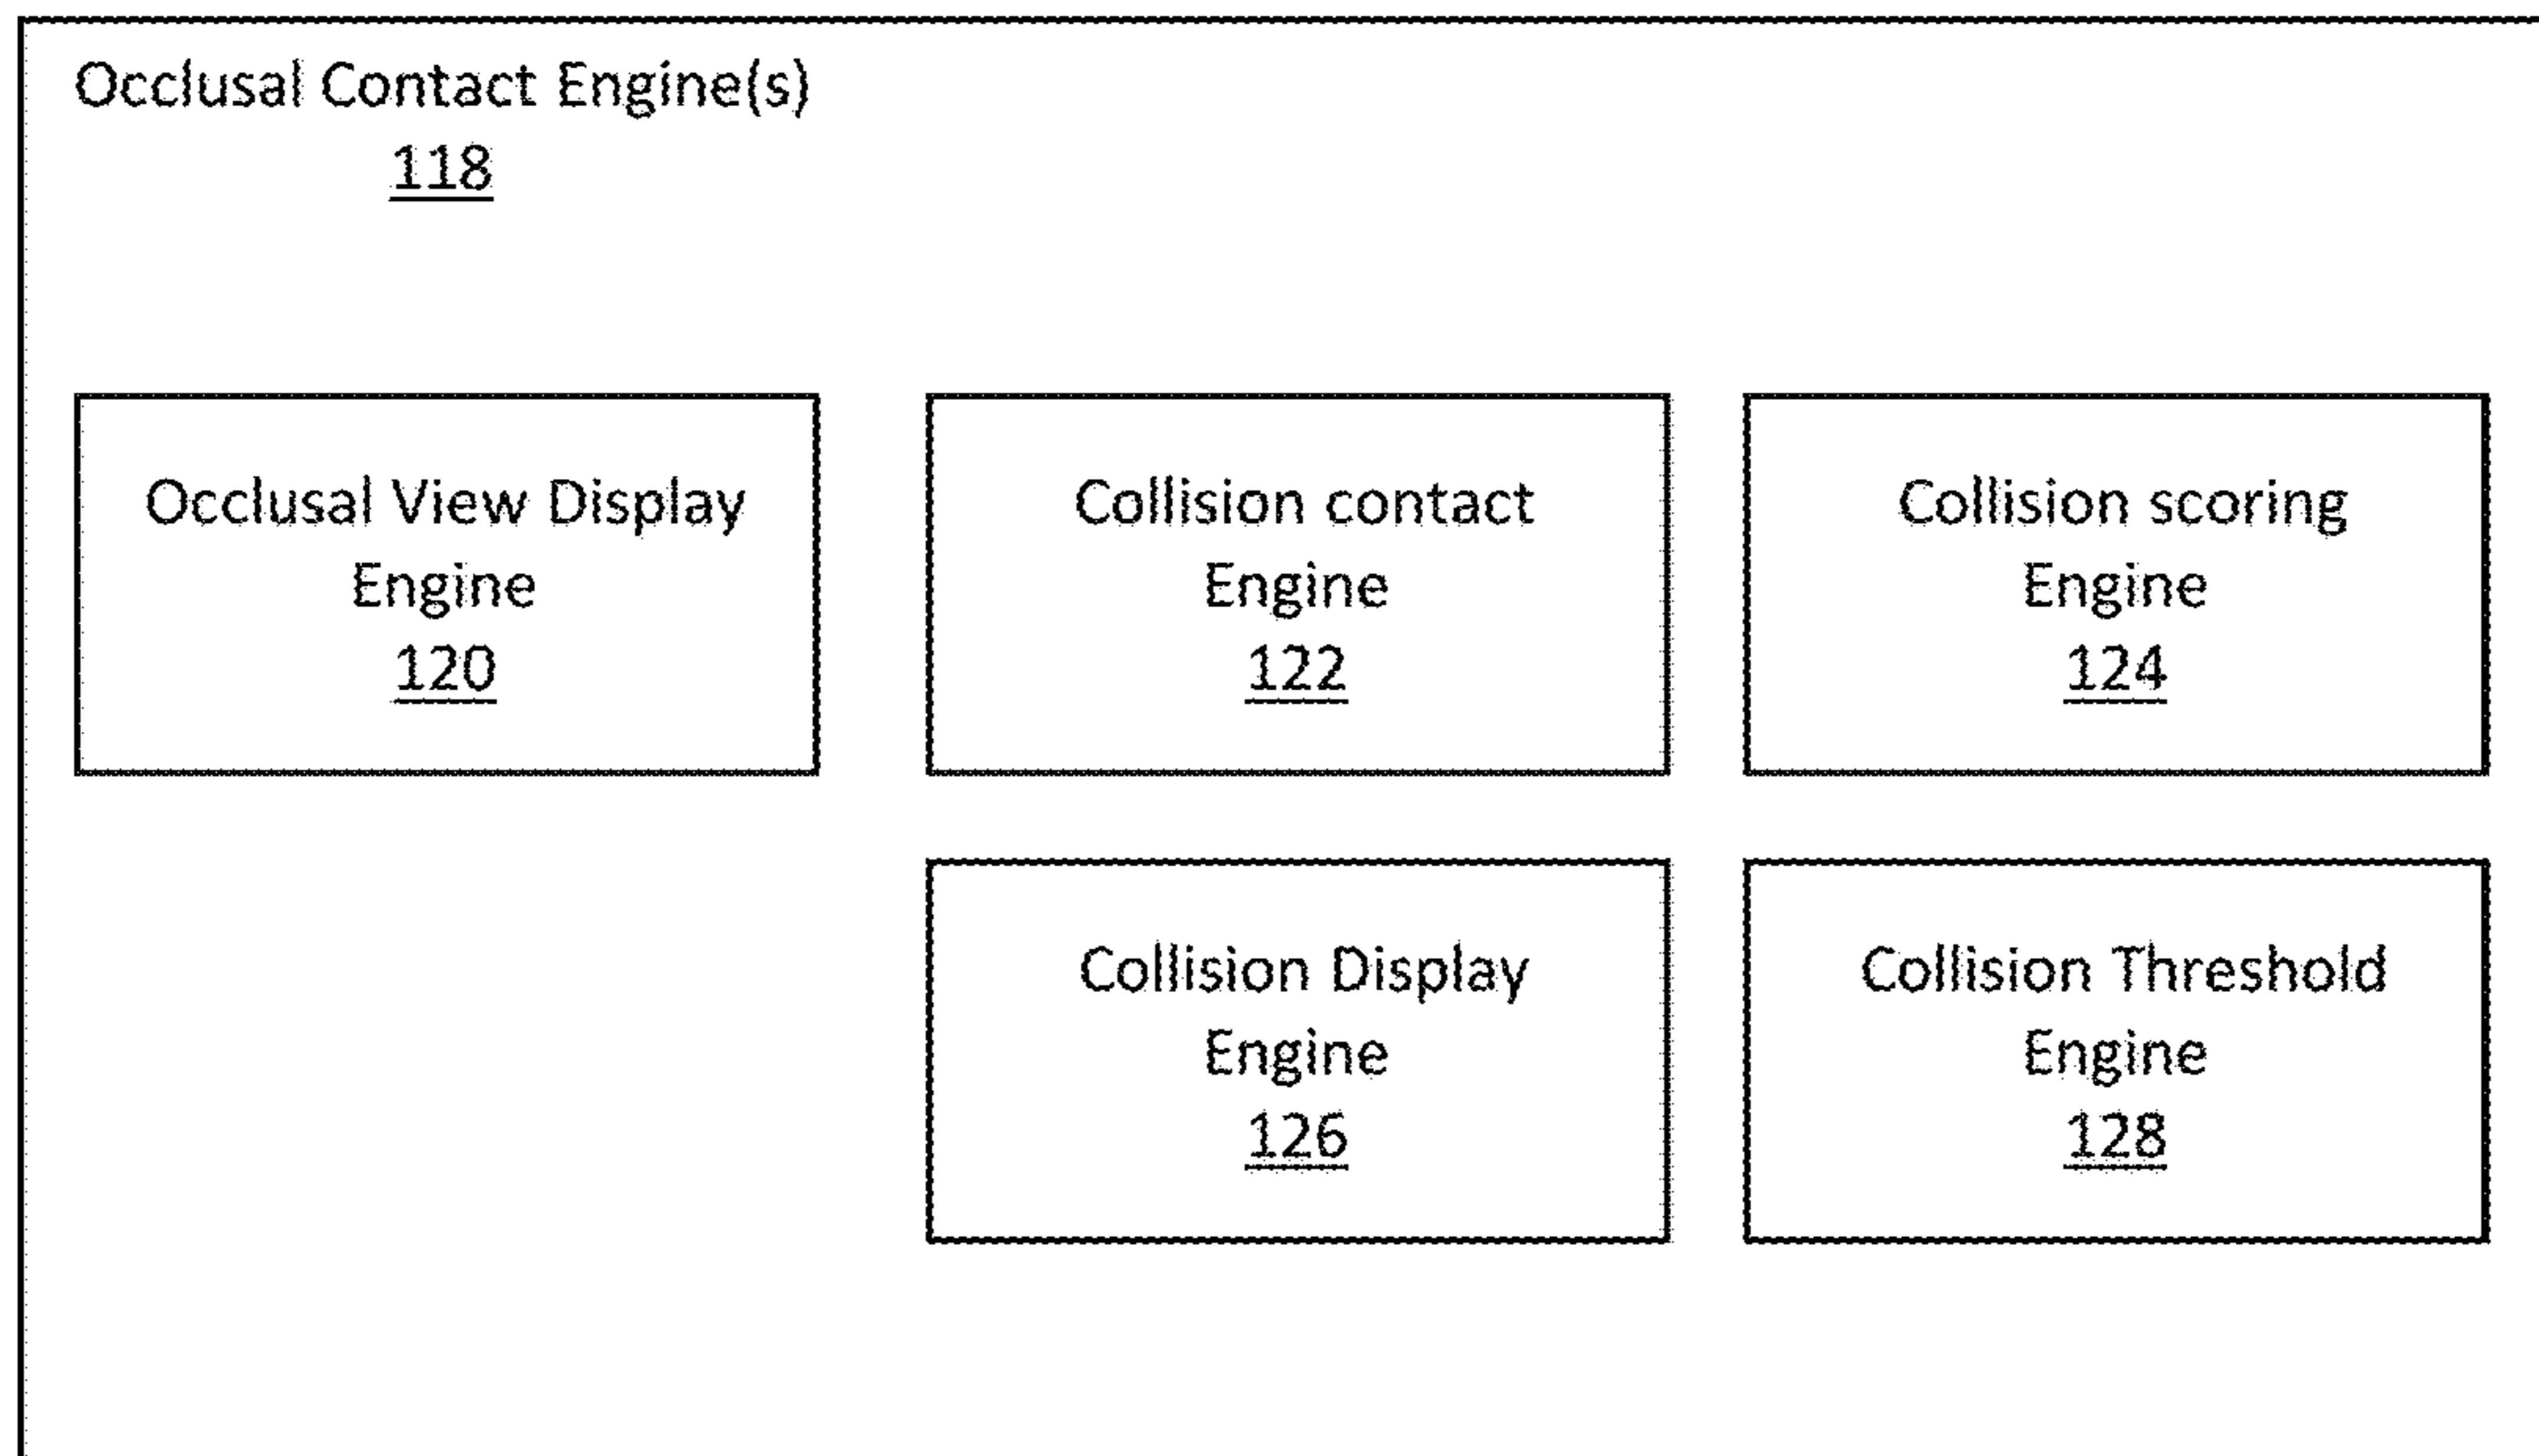 Occlusal Contact Engine(s)
118
Occlusal View Display
Engine
120
Collision contact
Engine
122
Collision scoring
Engine
124
Collision Display
Engine
126
Collision Threshold
Engine
128